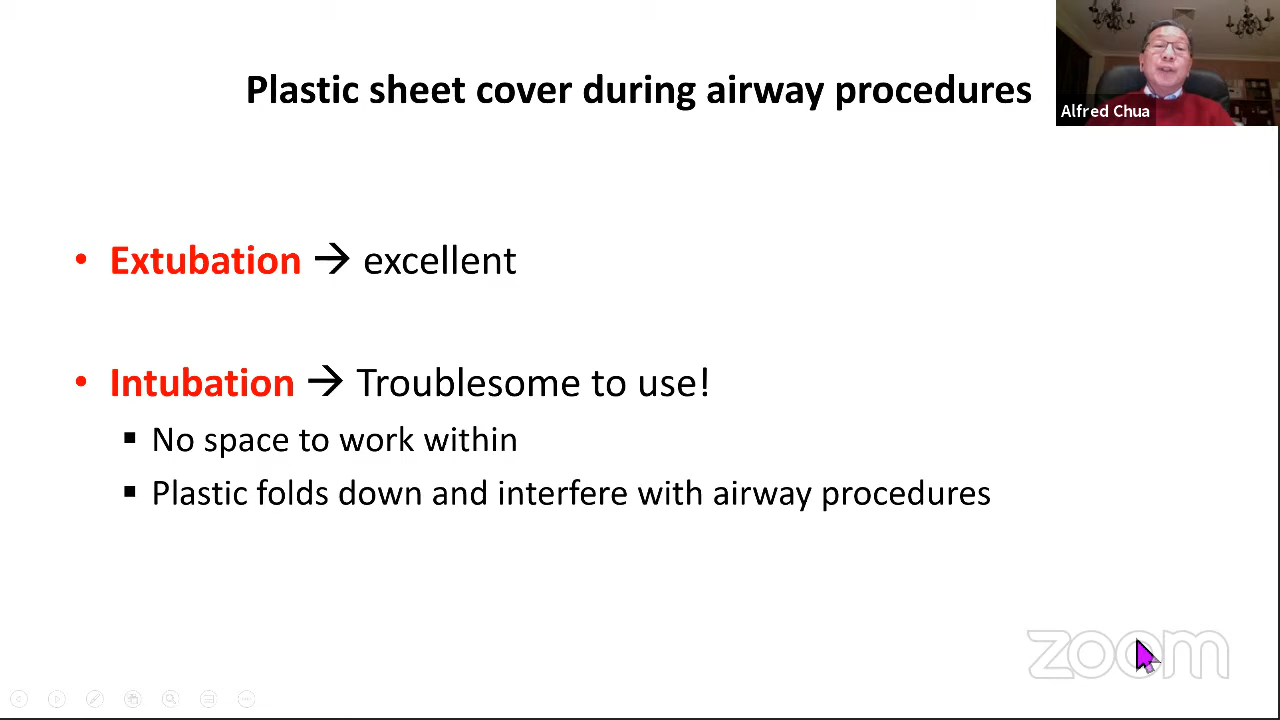 Plastic sheet cover during airway procedures
Alfred Chua
• Extubation → excellent
• Intubation → Troublesome to use!
▪ No space to work within
▪ Plastic folds down and interfere with airway procedures
zoom